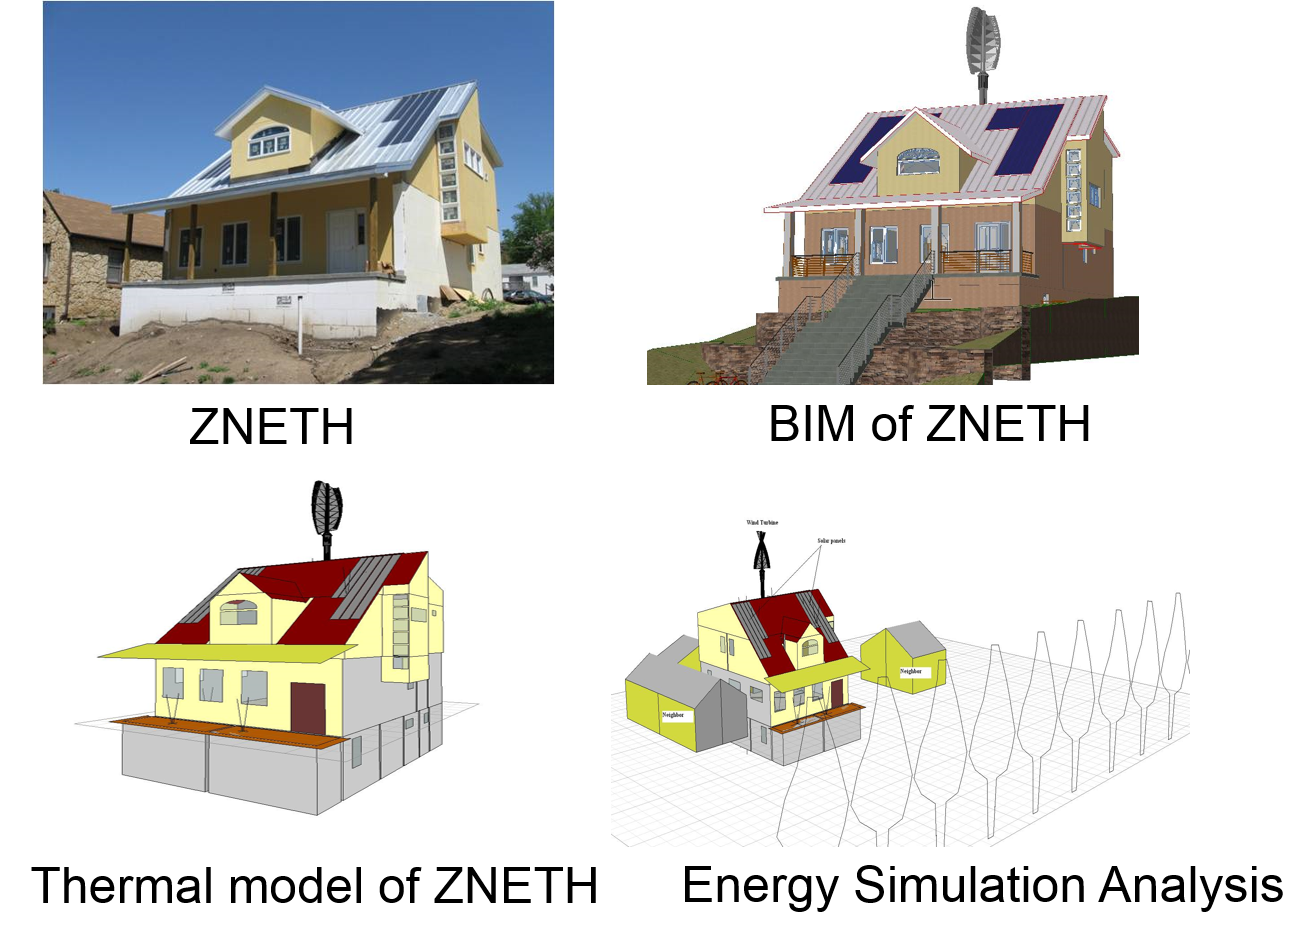 ZNETH
BIM of ZNETH
Thermal model of ZNETH
Wind Turbine
Solar panels
Neighbor
Neighbor
Energy Simulation Analysis